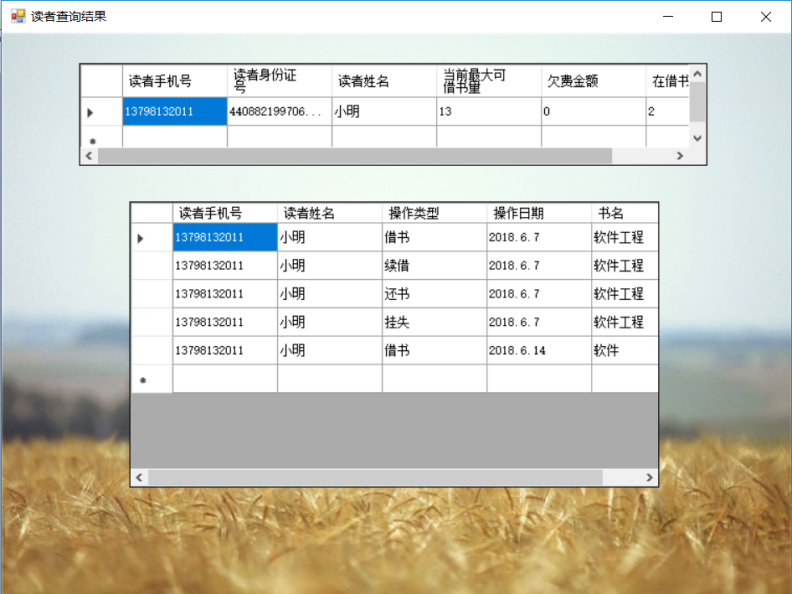 读者查询结果
读者手机号 读者身份证号 读者姓名 当前最大可借书量 欠费金额 在借书
13798132011 440882199706... 小明 13 0 2
读者手机号 读者姓名 操作类型 操作日期 书名
13798132011 小明 借书 2018.6.7 软件工程
13798132011 小明 续借 2018.6.7 软件工程
13798132011 小明 还书 2018.6.7 软件工程
13798132011 小明 挂失 2018.6.7 软件工程
13798132011 小明 借书 2018.6.14 软件